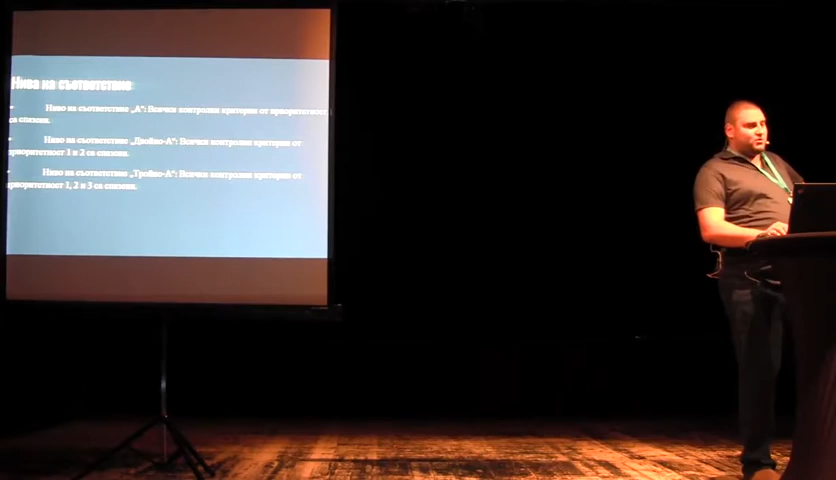 Нива на съответствие
Ниво на съответствие „А“: Всички контролни критерии от приоритетност
са спазени.
Ниво на съответствие „Двойно-А“: Всички контролни критерии от
приоритетност 1 и 2 са спазени.
Ниво на съответствие „Тройно-А“: Всички контролни критерии от
приоритетност 1, 2 и 3 са спазени.